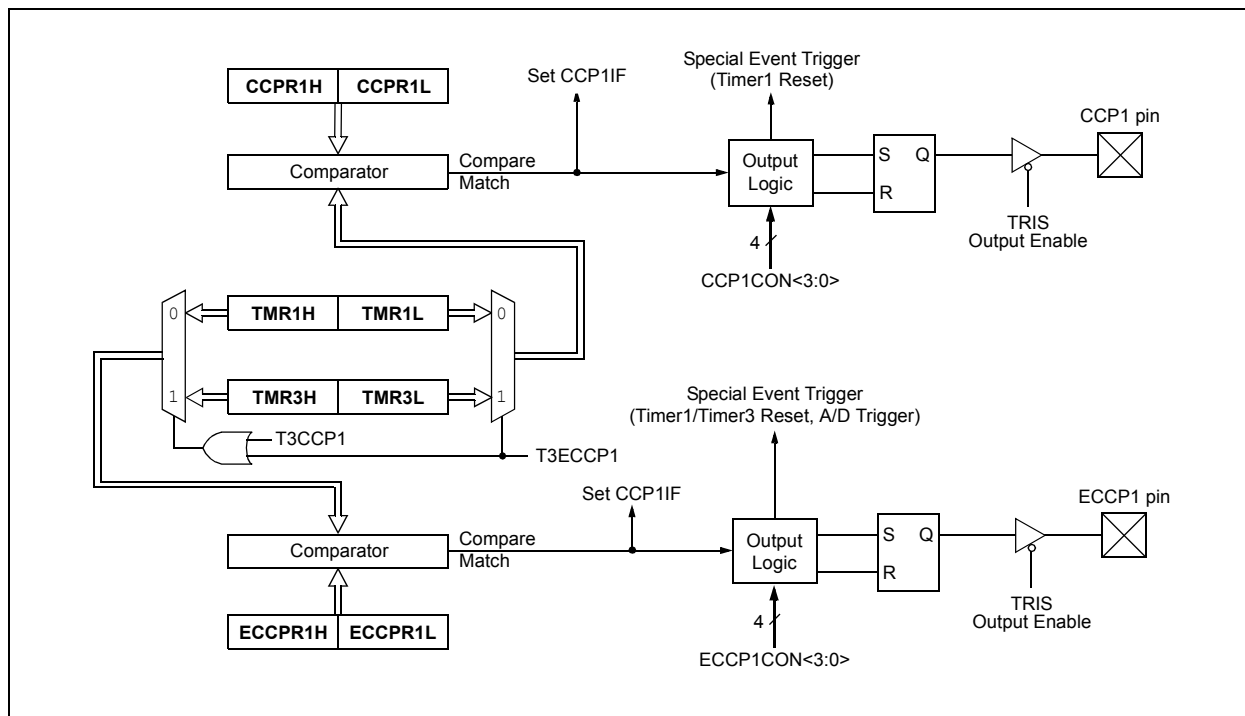 CCPR1H CCPR1L
Comparator
Compare
Match
Set CCP1IF
Special Event Trigger
(Timer1 Reset)
Output
Logic
4
CCP1CON<3:0>
S Q
R
TRIS
Output Enable
CCP1 pin
0
TMR1H TMR1L
0
1
TMR3H TMR3L
1
T3CCP1
T3ECCP1
Special Event Trigger
(Timer1/Timer3 Reset, A/D Trigger)
Set CCP1IF
Comparator
Compare
Match
ECCPR1H ECCPR1L
Output
Logic
4
ECCP1CON<3:0>
S Q
R
TRIS
Output Enable
ECCP1 pin